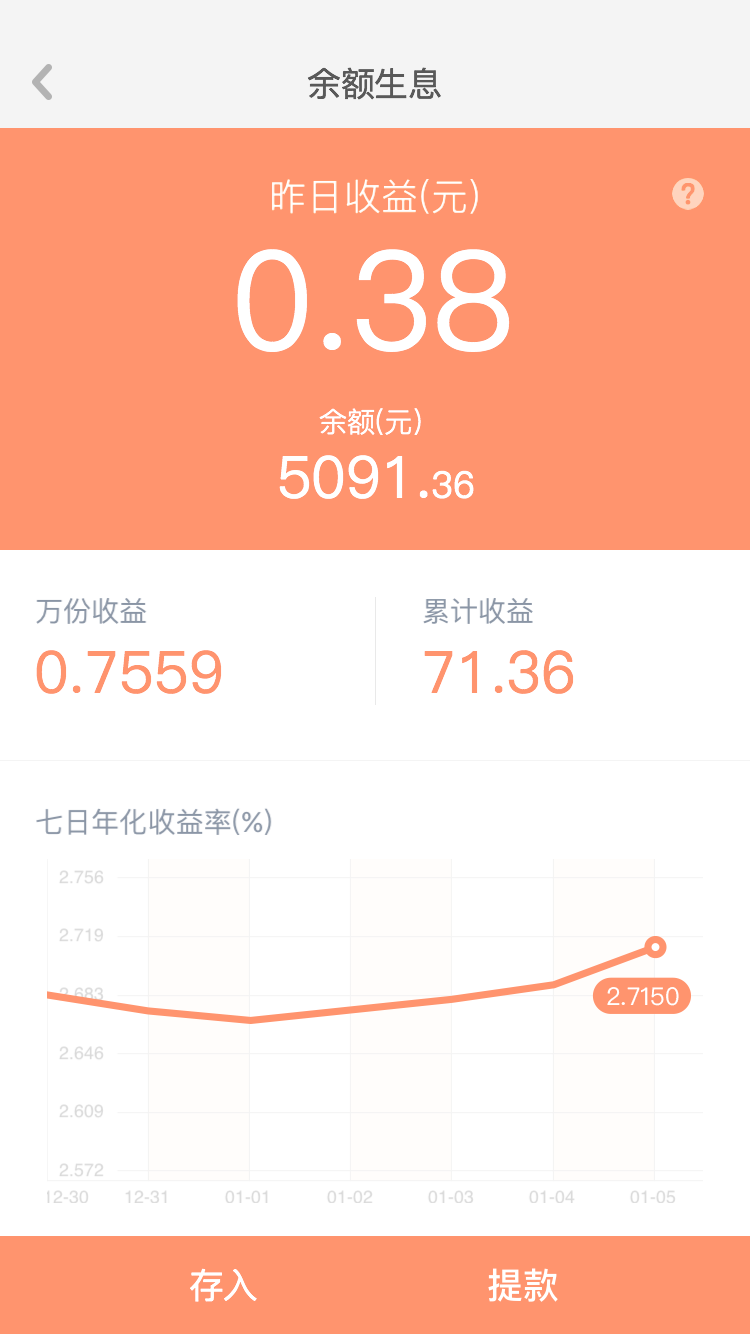 余额生息
昨日收益(元)
?
0.38
余额(元)
5091.36
万份收益
累计收益
0.7559
71.36
七日年化收益率(%)
2.756
2.719
2.683
2.7150
2.646
2.609
2.572
12-30 12-31 01-01 01-02 01-03 01-04 01-05
存入
提款